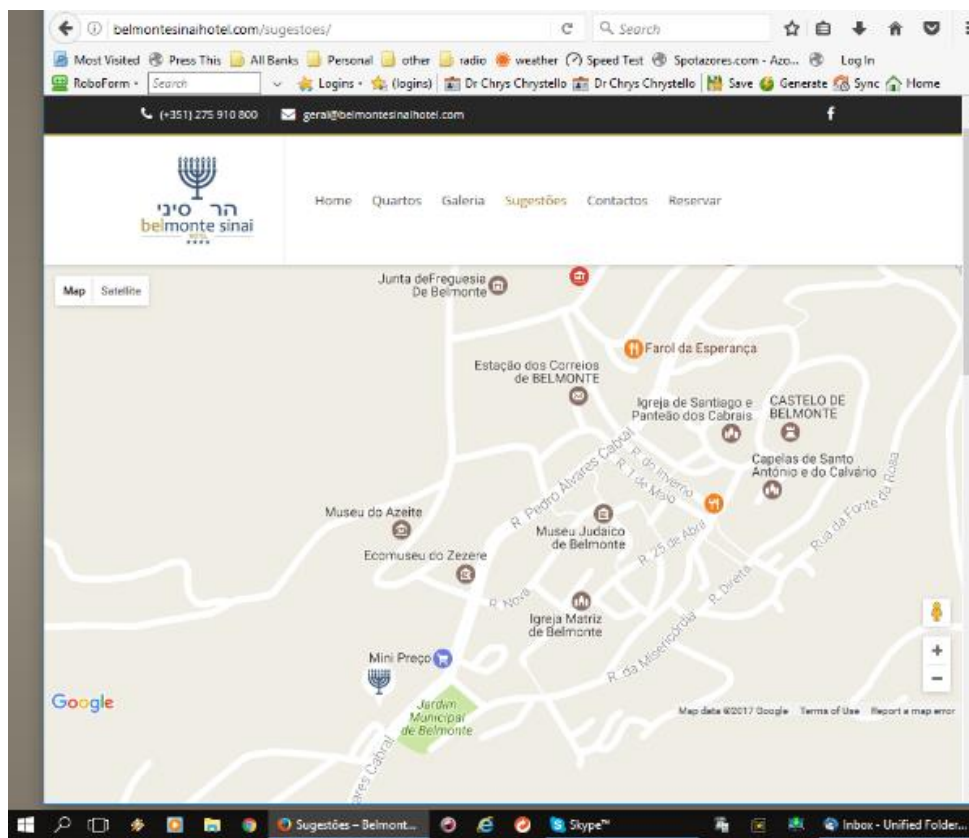 belmontesinaihotel.com/sugestoes/
Search
Most Visited Press This All Banks Personal other radio weather Speed Test Spotazores.com - Azo... Log In
RoboForm Search Logins (logins) Dr Chrys Chrystello Dr Chrys Chrystello Save Generate Sync Home
(+351) 275 910 800 geral@belmontesinaihotel.com f
הר סיני
belmonte sinai
Home Quartos Galeria Sugestões Contactos Reservar
Map Satellite
Junta deFreguesia
De Belmonte
Farol da Esperança
Estação dos Correios
de BELMONTE
Igreja de Santiago e
Panteão dos Cabrais
CASTELO DE
BELMONTE
Capelas de Santo
António e do Calvário
R. Pedro Álvares Cabral
R. do Inverno
R. 1 de Maio
Rua da Fonte da Rosa
Museu do Azeite
Museu Judaico
de Belmonte
R. 25 de Abril
Ecomuseu do Zezere
R. Direita
R. Nova
Igreja Matriz
de Belmonte
R. da Misericórdia
Mini Preço
Google
Jardim
Municipal
de Belmonte
Map data ©2017 Google Terms of Use Report a map error
ares Cabral
Sugestões – Belmont...
Skype™
Inbox - Unified Folder...